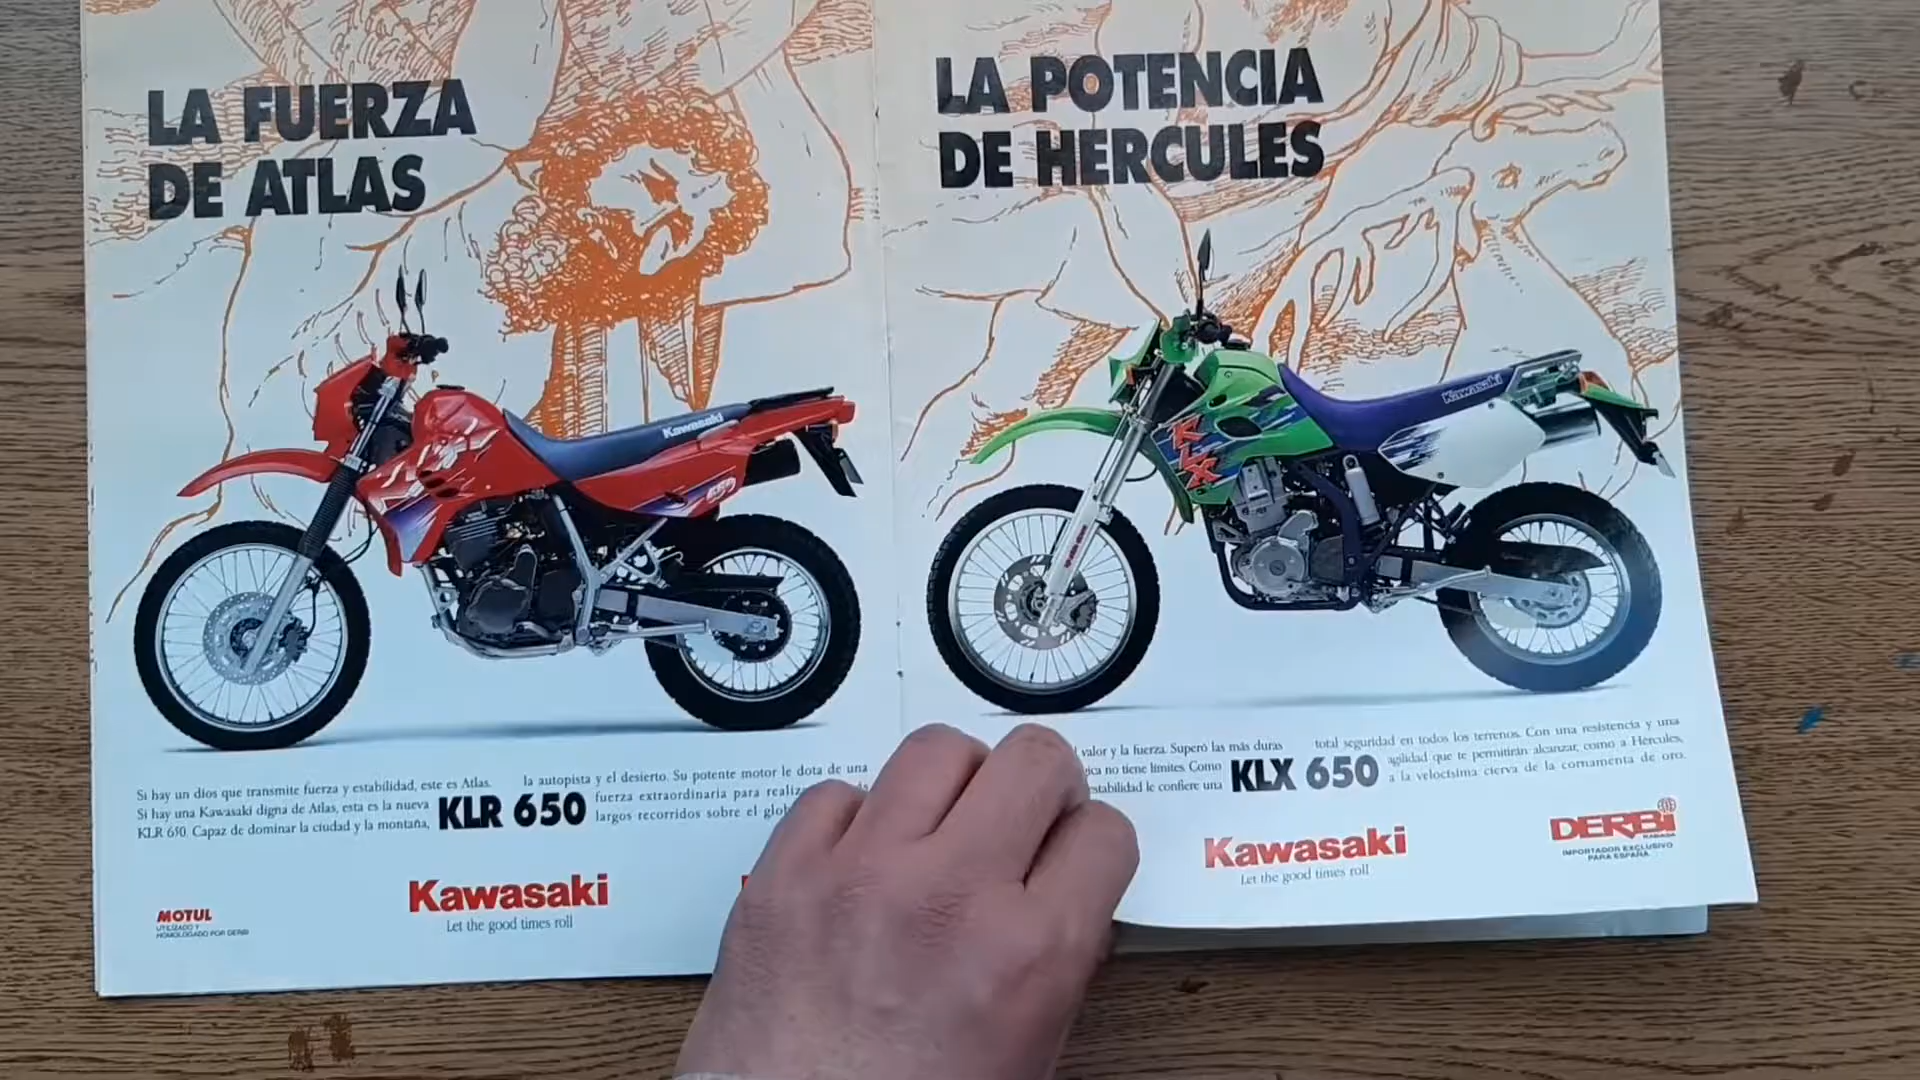 LA FUERZA
DE ATLAS
Kawasaki
650
Si hay un dios que transmite fuerza y estabilidad, este es Atlas.
Si hay una Kawasaki digna de Atlas, esta es la nueva
KLR 650. Capaz de dominar la ciudad y la montaña,
KLR 650
la autopista y el desierto. Su potente motor le dota de una
fuerza extraordinaria para
largos recorridos sobre el
MOTUL
UTILIZADO Y
HOMOLOGADO POR DERBI
Kawasaki
Let the good times roll
LA POTENCIA
DE HERCULES
Kawasaki
KLX
valor y la fuerza. Superó las más duras
no tiene límites. Como
estabilidad le confiere una
KLX 650
total seguridad en todos los terrenos. Con una resistencia y una
agilidad que te permitirán alcanzar, como a Hércules,
a la velocísima cierva de la cornamenta de oro.
Kawasaki
Let the good times roll
DERBi
RABASA
IMPORTADOR EXCLUSIVO
PARA ESPAÑA